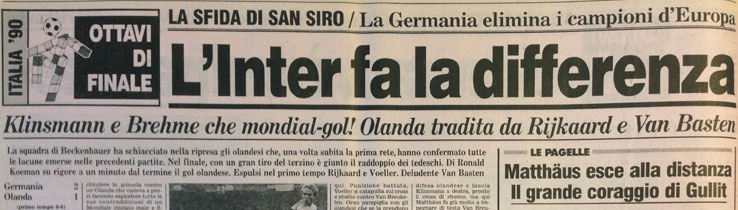 ITALIA '90
OTTAVI
DI
FINALE
LA SFIDA DI SAN SIRO / La Germania elimina i campioni d'Europa
L'Inter fa la differenza
Klinsmann e Brehme che mondial-gol! Olanda tradita da Rijkaard e Van Basten
La squadra di Beckenbauer ha schiacciato nella ripresa gli olandesi che, una volta subita la prima rete, hanno confermato tutte
le lacune emerse nelle precedenti partite. Nel finale, con un gran tiro del terzino è giunto il raddoppio dei tedeschi. Di Ronald
Koeman su rigore a un minuto dal termine il gol olandese. Espulsi nel primo tempo Rijkaard e Voeller. Deludente Van Basten
Germania 2
Olanda 1
(primo tempo 0-0)
LE PAGELLE
Matthäus esce alla distanza
Il grande coraggio di Gullit